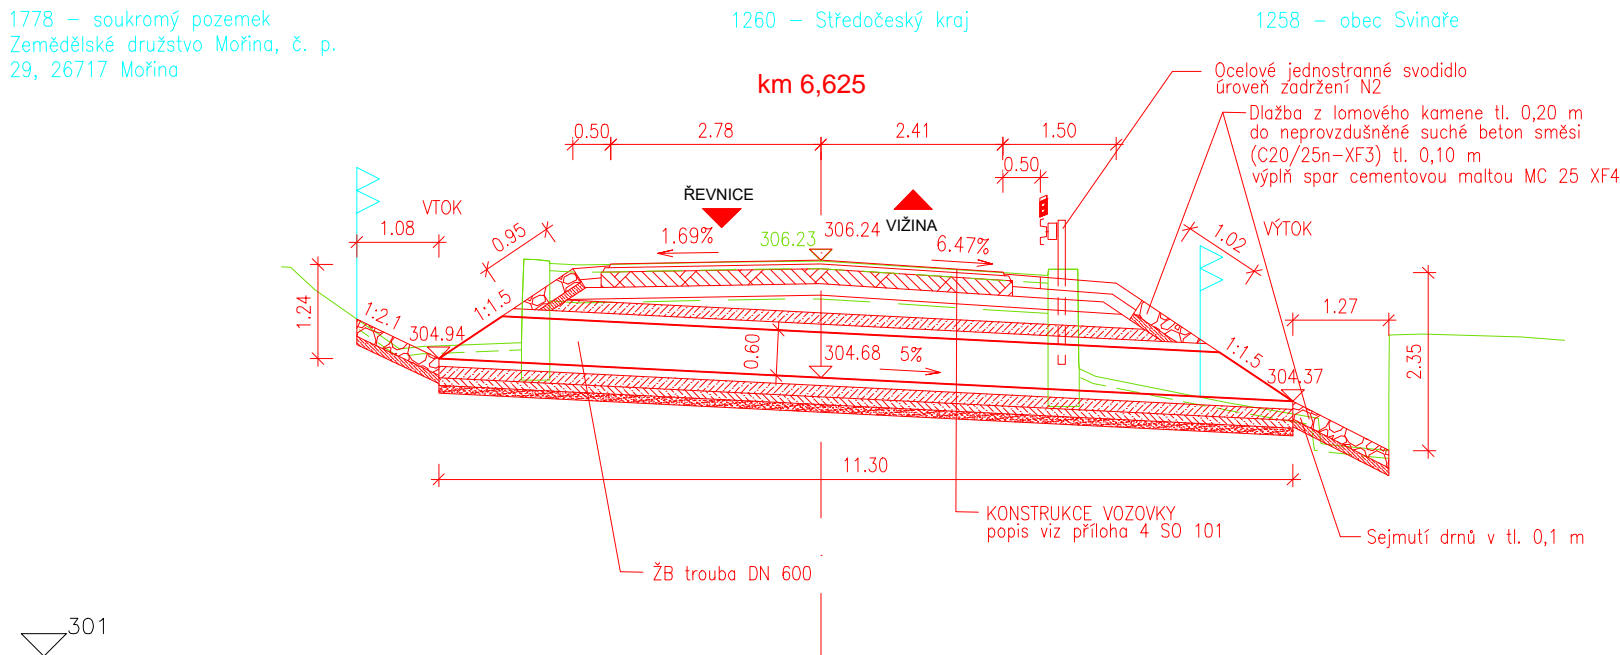 1778 – soukromý pozemek
Zemědělské družstvo Mořina, č. p.
29, 26717 Mořina
1260 – Středočeský kraj
1258 – obec Svinaře
km 6,625
Ocelové jednostranné svodidlo
úroveň zadržení N2
Dlažba z lomového kamene tl. 0,20 m
do neprovzdušněné suché beton směsi
(C20/25n–XF3) tl. 0,10 m
výplň spar cementovou maltou MC 25 XF4
0.50
2.78
2.41
1.50
0.50
ŘEVNICE
VIŽINA
VTOK
VÝTOK
1.08
0.95
1.69%
306.23
306.24
6.47%
1.02
1.24
1:2.1
1:1.5
304.94
0.60
304.68
5%
1:1.5
304.37
1.27
2.35
11.30
KONSTRUKCE VOZOVKY
popis viz příloha 4 SO 101
Sejmutí drnů v tl. 0,1 m
ŽB trouba DN 600
301